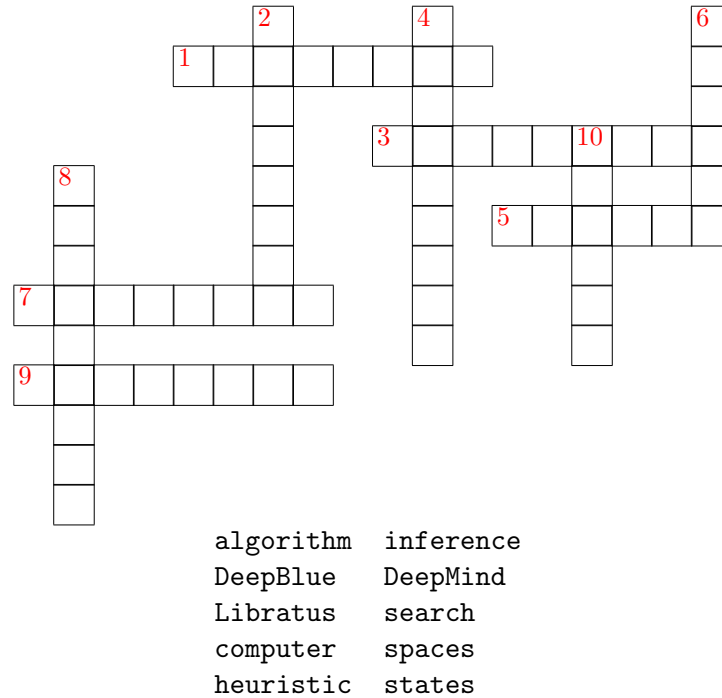 2 4 6
1
3 10
8
5
7
9
algorithm inference
DeepBlue DeepMind
Libratus search
computer spaces
heuristic states